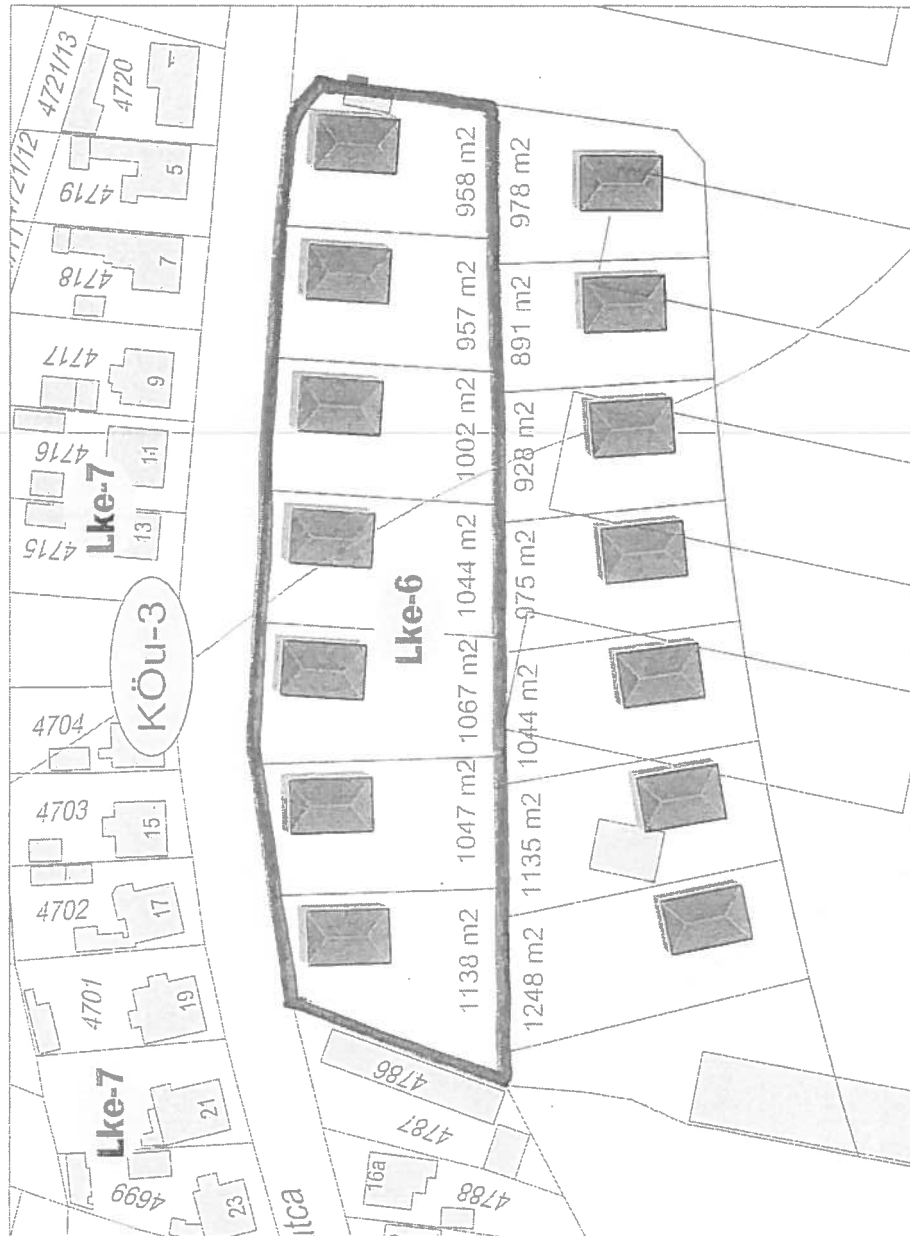 4721/13
4720
4719
5
4718
7
4717
9
4716
11
Lke-7
4715
13
KÖu-3
4704
4703
15
4702
17
4701
19
Lke-7
21
4699
23
utca
958 m2
957 m2
1002 m2
1044 m2
Lke-6
1067 m2
1047 m2
1138 m2
978 m2
891 m2
928 m2
975 m2
1044 m2
1135 m2
1248 m2
4786
4787
16a
4788